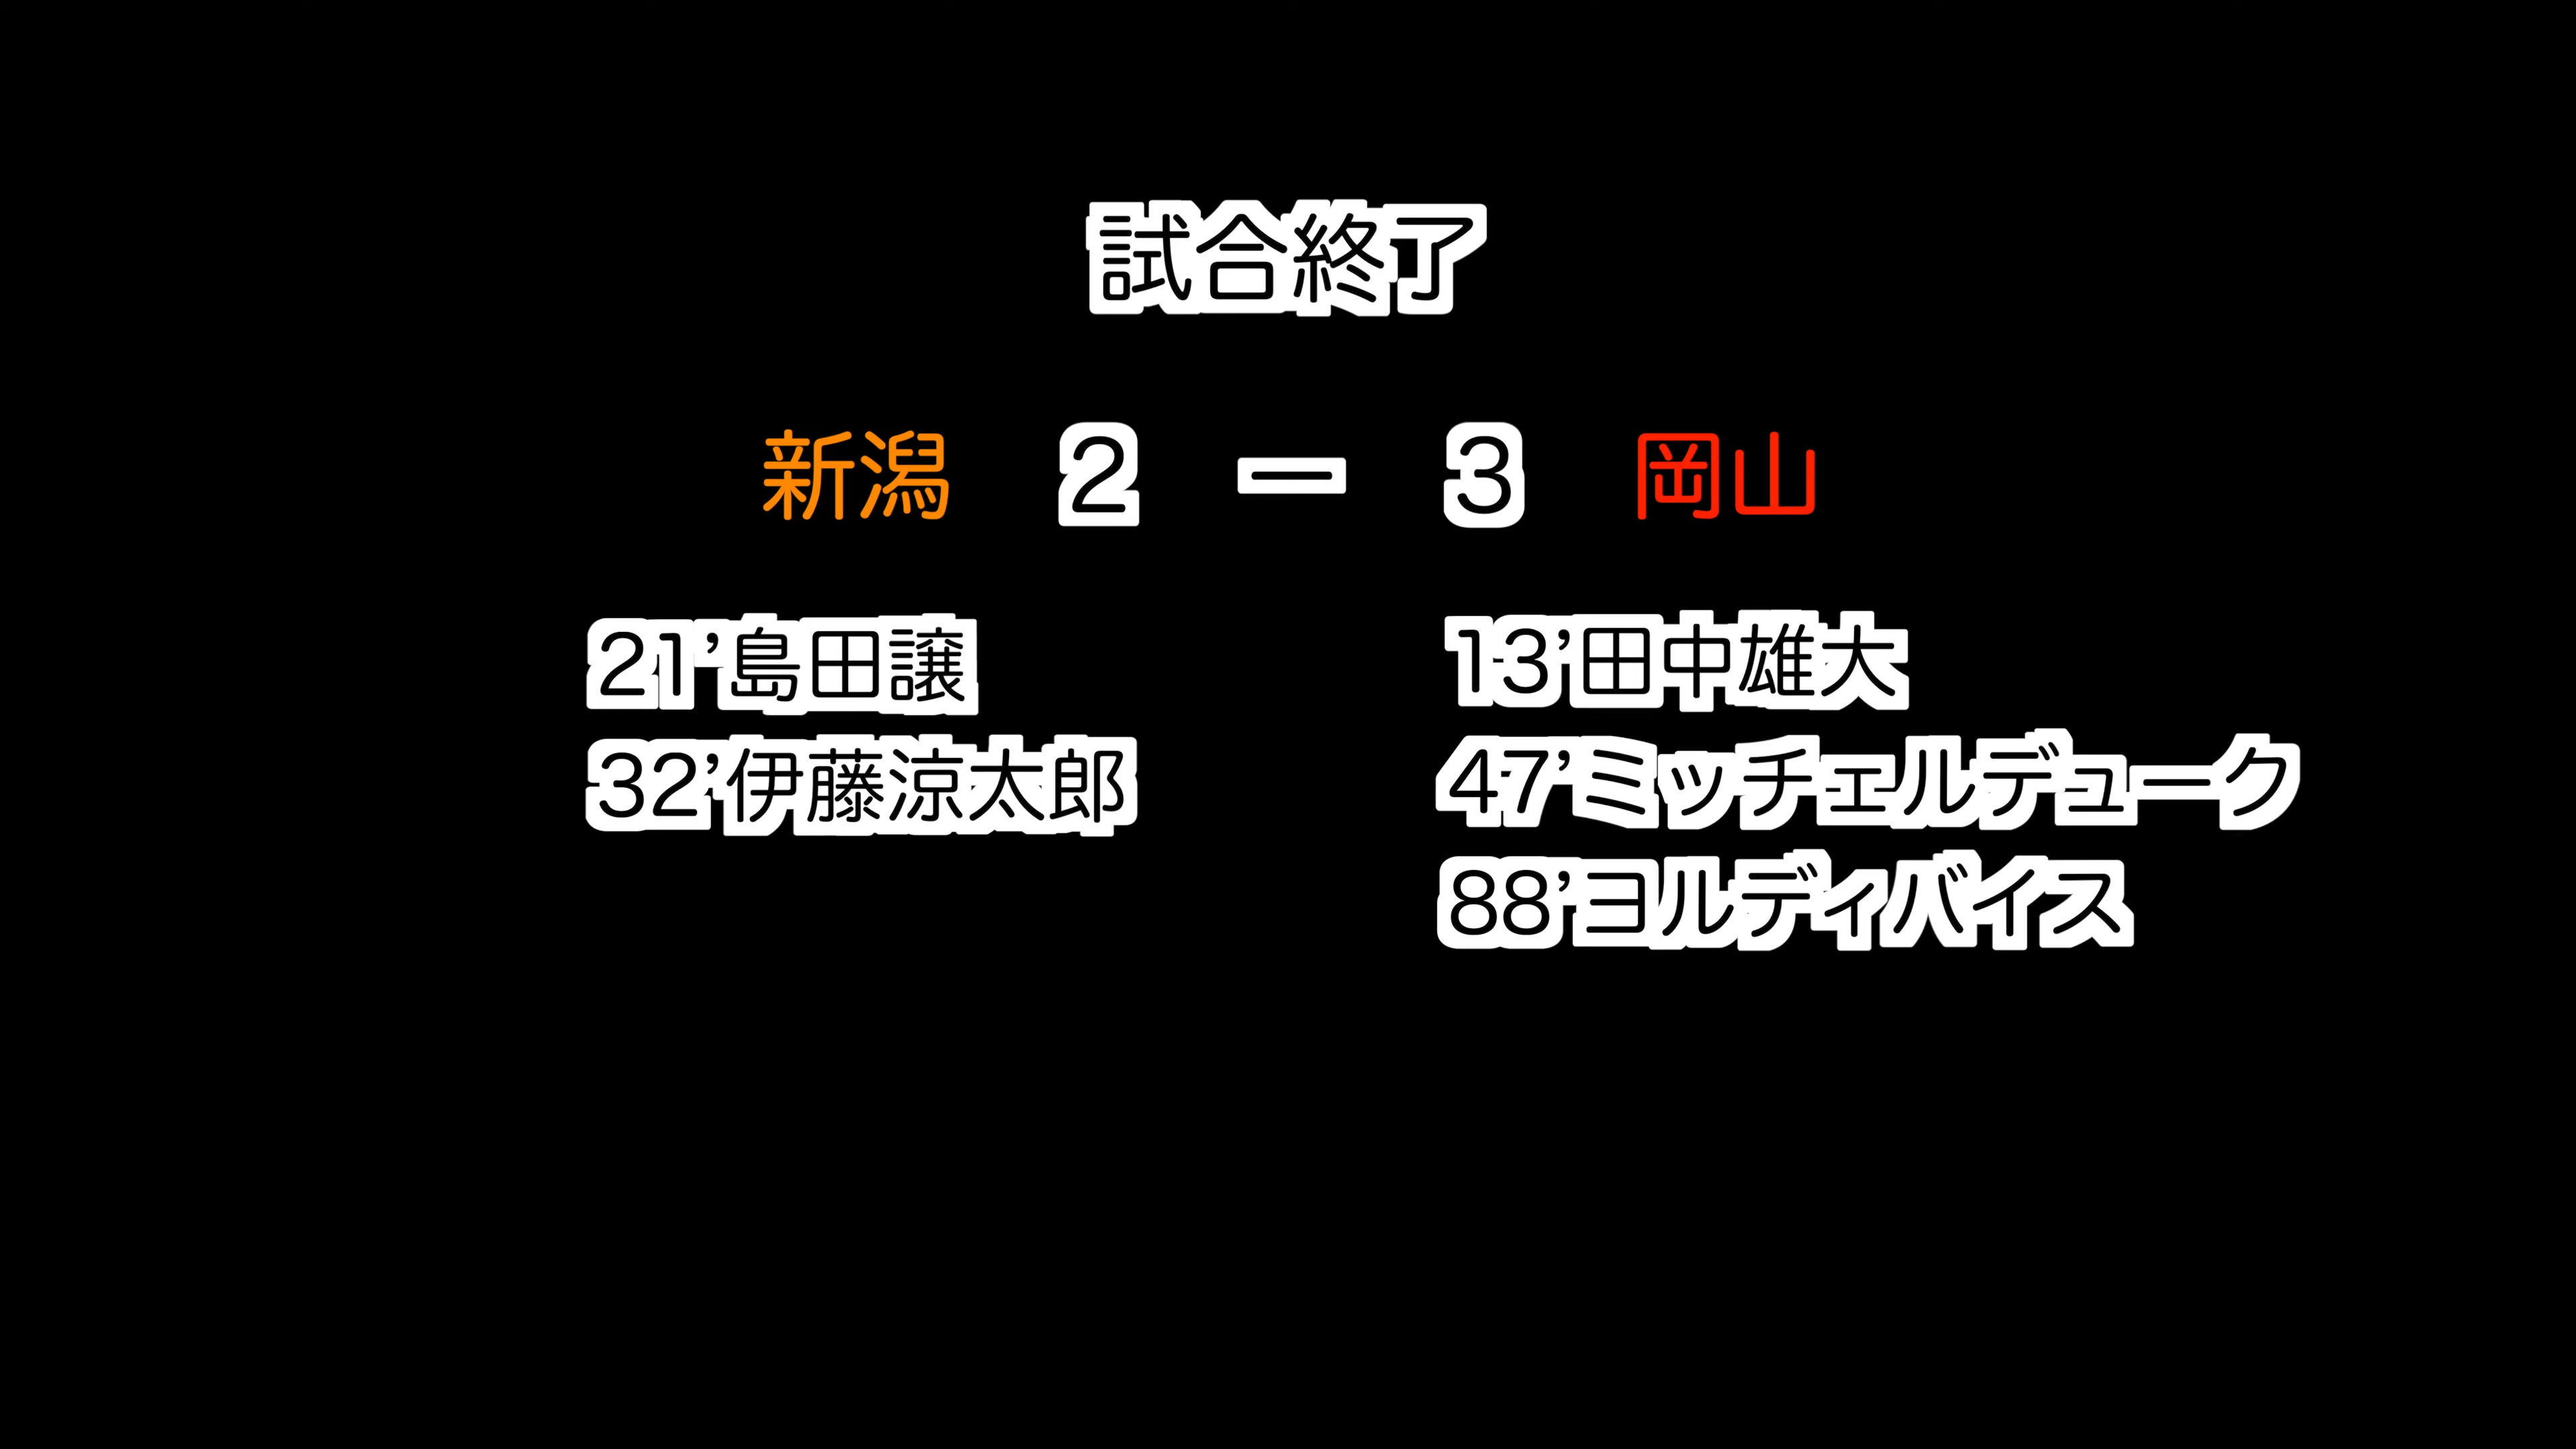 試合終了
新潟 2 ー 3 岡山
21’島田譲
32’伊藤涼太郎
13’田中雄大
47’ミッチェルデューク
88’ヨルディバイス